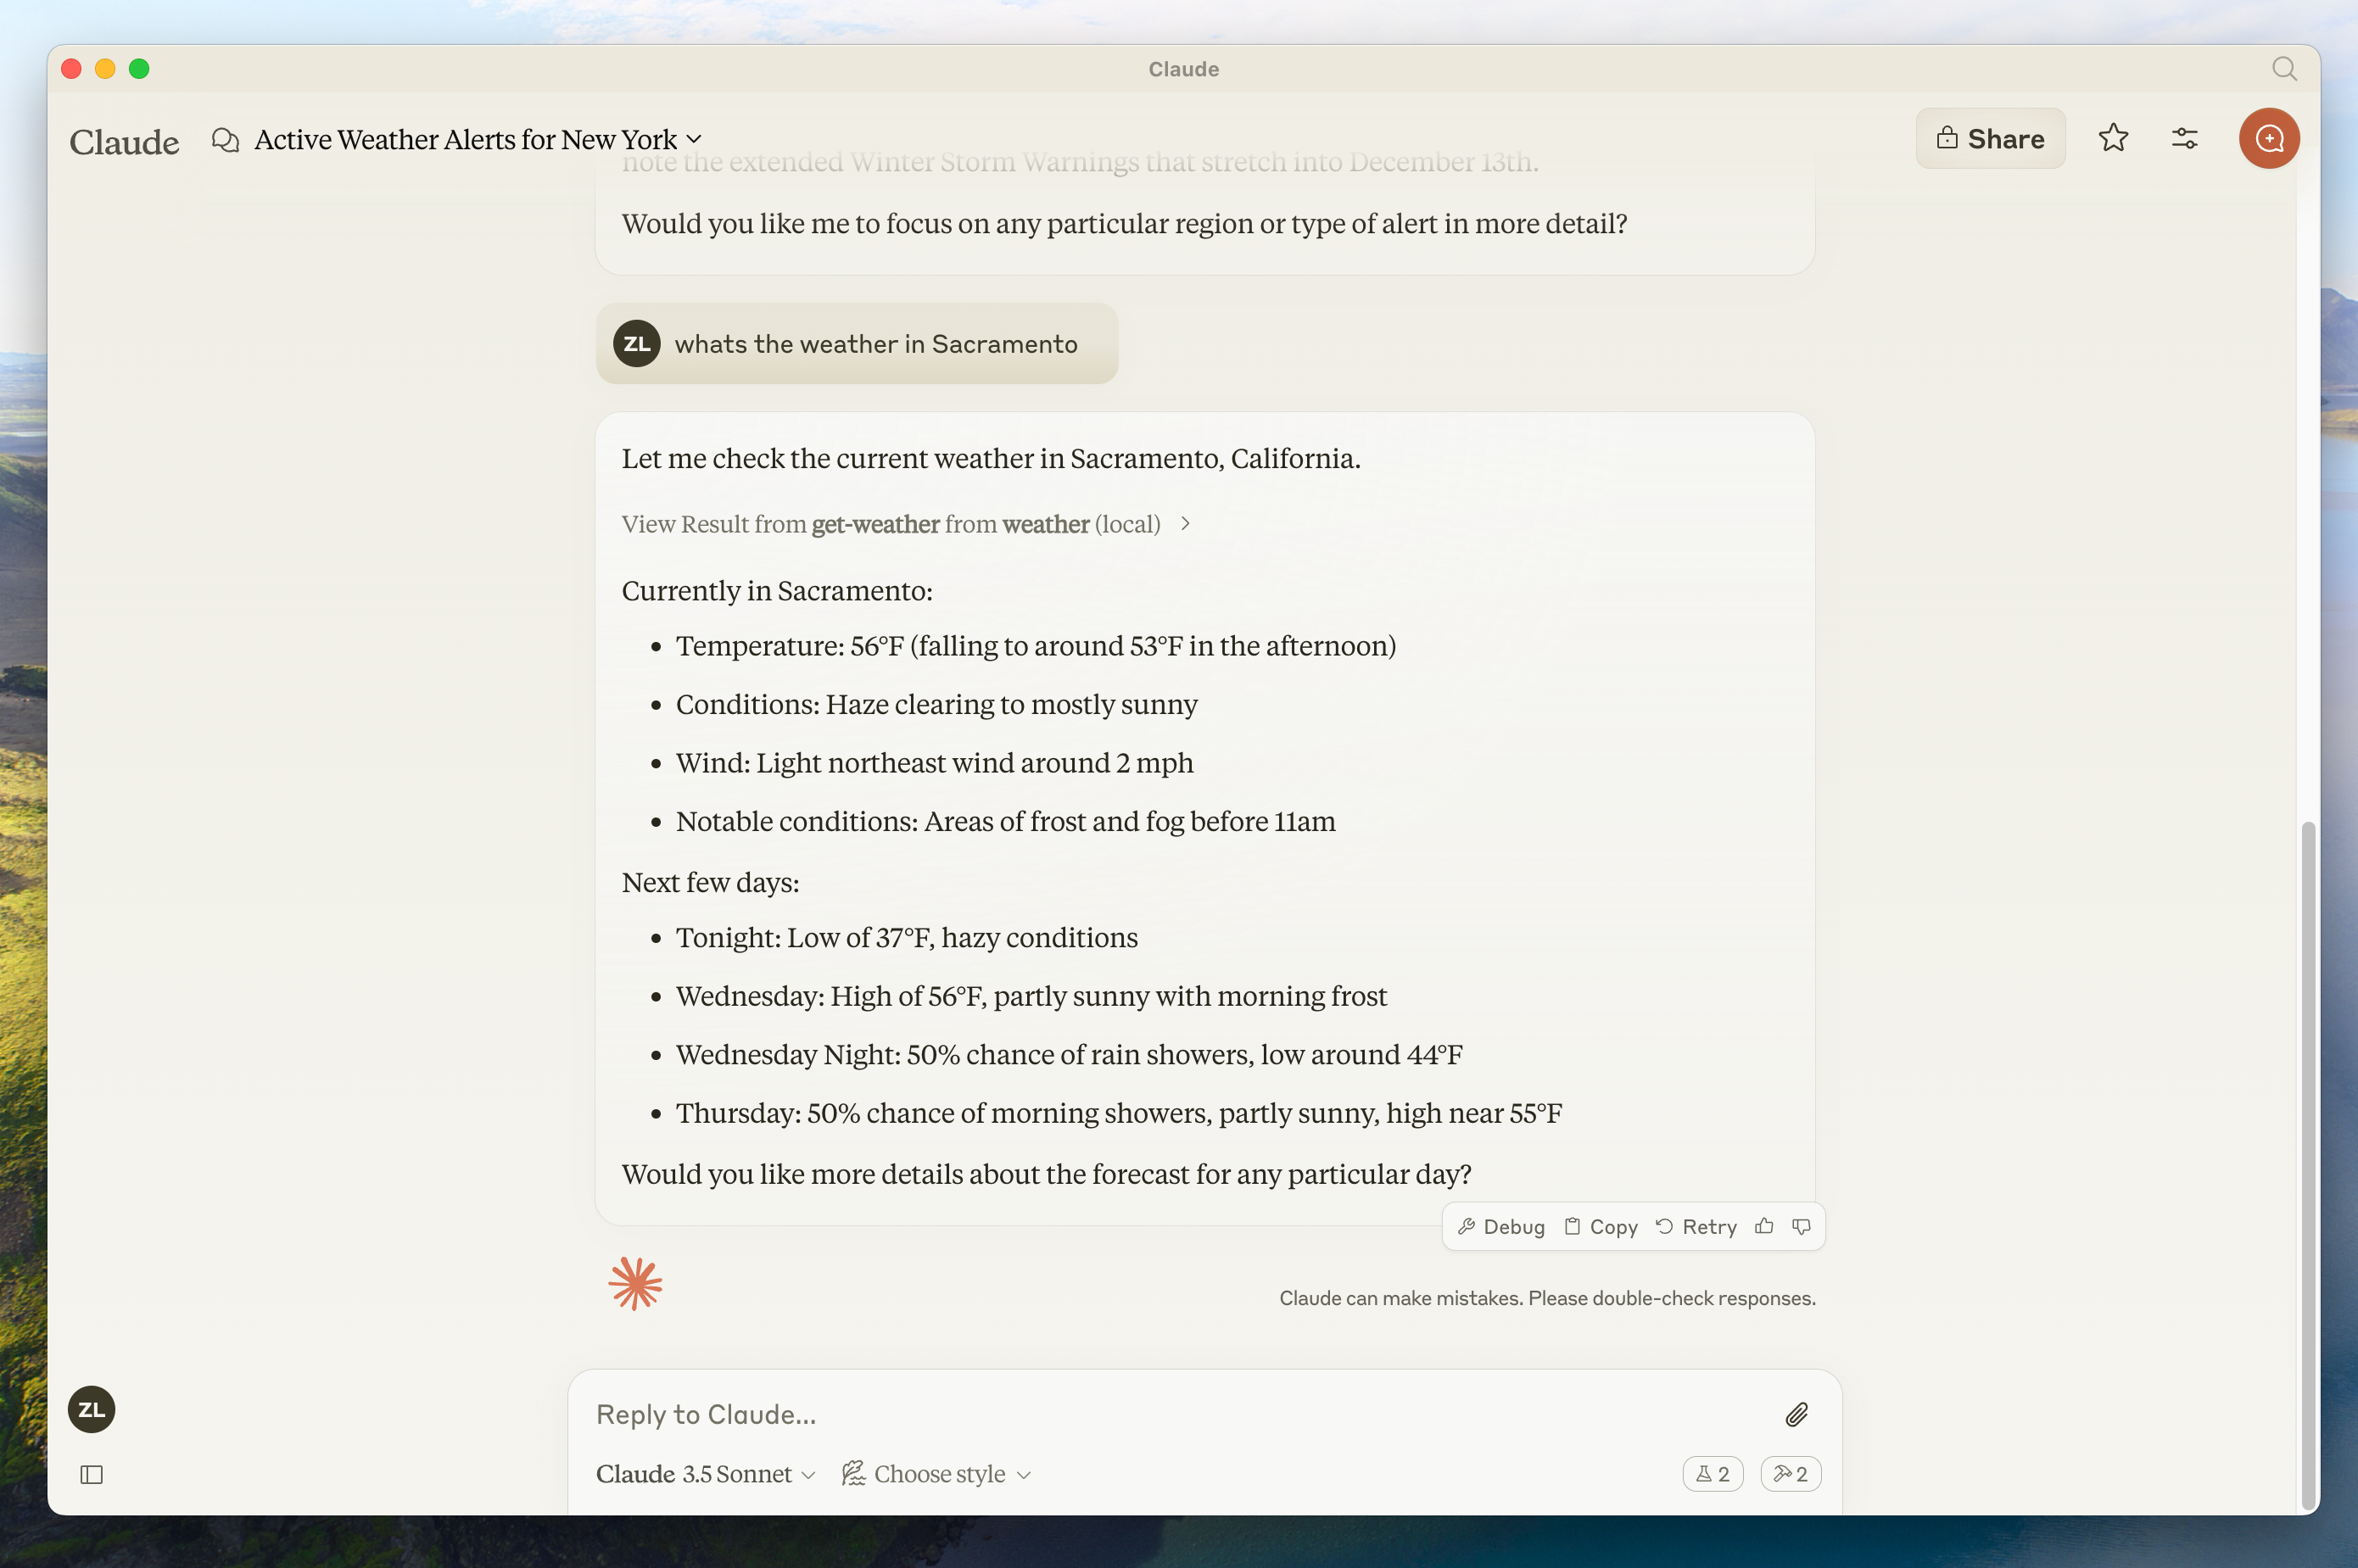 Claude
Claude
Active Weather Alerts for New York
Share
note the extended Winter Storm Warnings that stretch into December 13th.
Would you like me to focus on any particular region or type of alert in more detail?
ZL
whats the weather in Sacramento
Let me check the current weather in Sacramento, California.
View Result from get-weather from weather (local)
Currently in Sacramento:
• Temperature: 56°F (falling to around 53°F in the afternoon)
• Conditions: Haze clearing to mostly sunny
• Wind: Light northeast wind around 2 mph
• Notable conditions: Areas of frost and fog before 11am
Next few days:
• Tonight: Low of 37°F, hazy conditions
• Wednesday: High of 56°F, partly sunny with morning frost
• Wednesday Night: 50% chance of rain showers, low around 44°F
• Thursday: 50% chance of morning showers, partly sunny, high near 55°F
Would you like more details about the forecast for any particular day?
Debug
Copy
Retry
Claude can make mistakes. Please double-check responses.
ZL
Reply to Claude...
Claude 3.5 Sonnet
Choose style
2
2